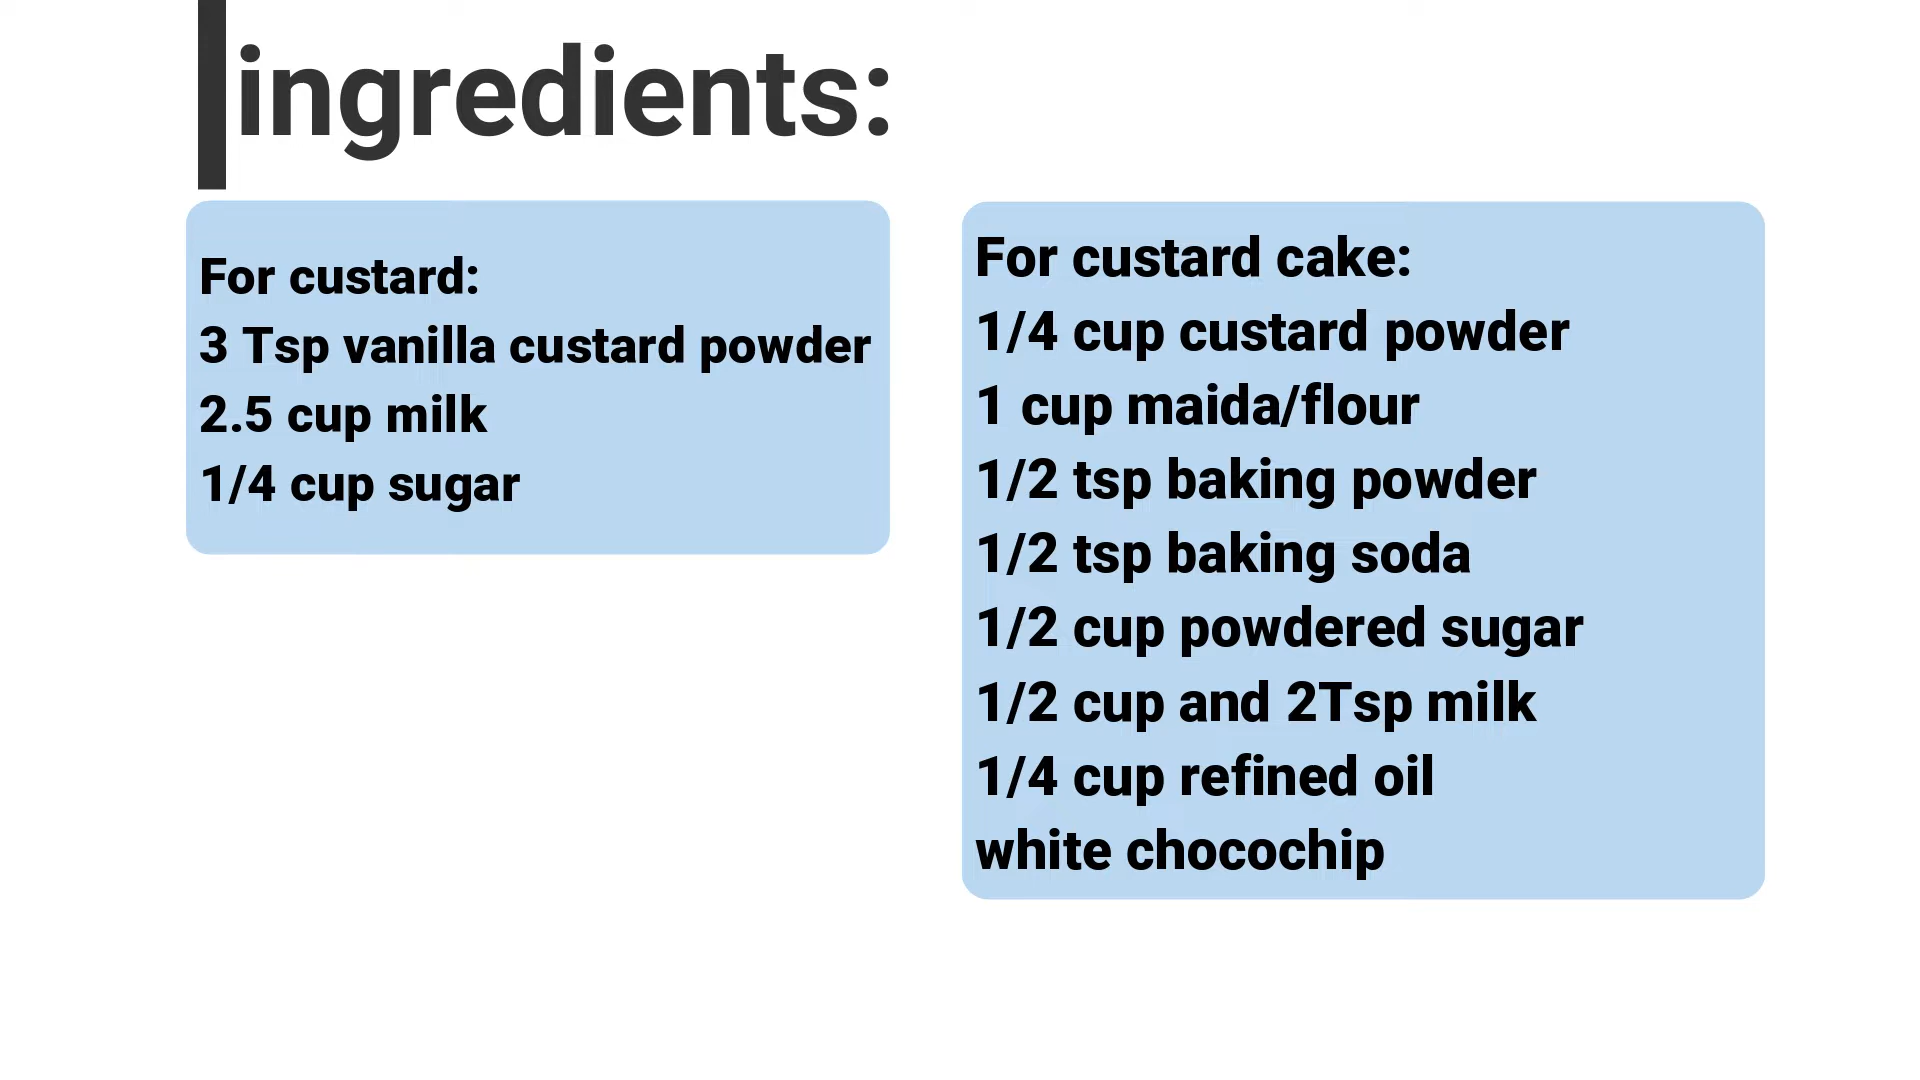 ingredients:
For custard:
3 Tsp vanilla custard powder
2.5 cup milk
1/4 cup sugar
For custard cake:
1/4 cup custard powder
1 cup maida/flour
1/2 tsp baking powder
1/2 tsp baking soda
1/2 cup powdered sugar
1/2 cup and 2Tsp milk
1/4 cup refined oil
white chocochip